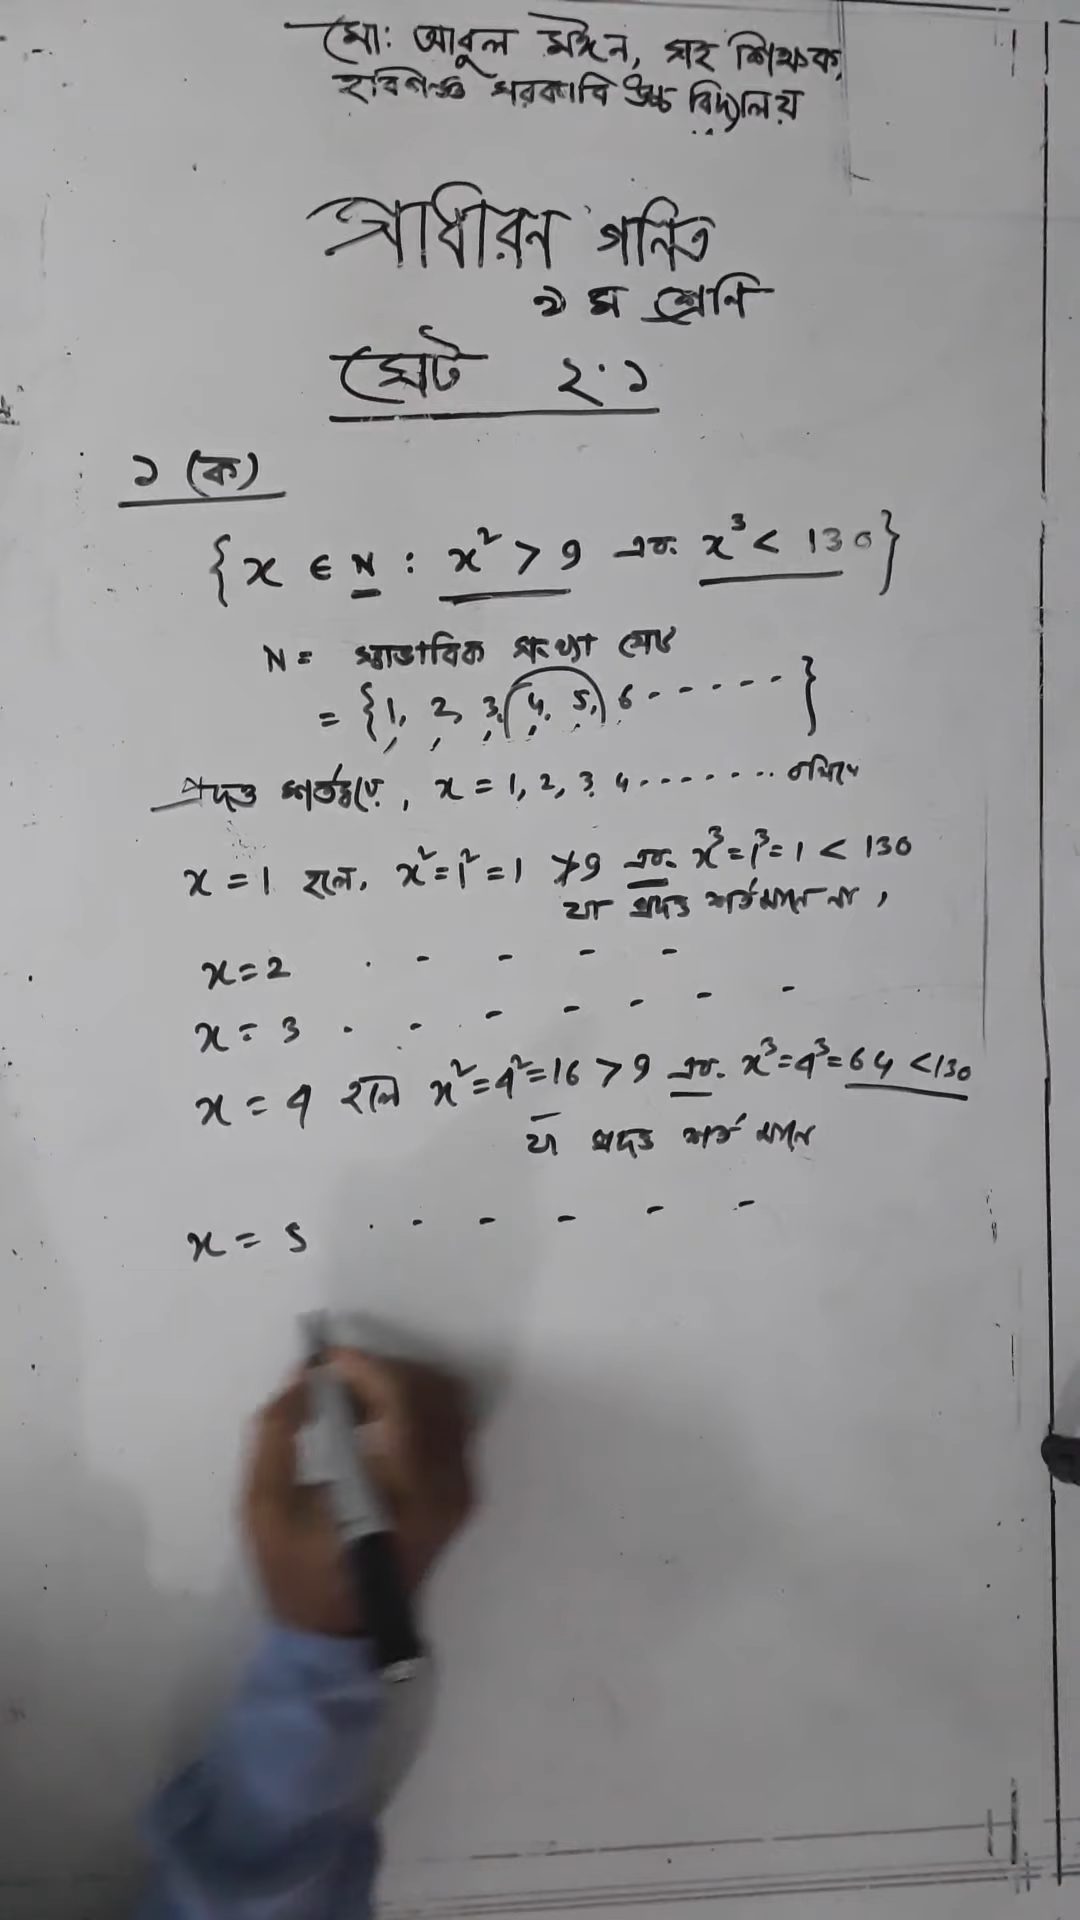 মো: আবুল মঈন, সহ শিক্ষক,
হবিগঞ্জ সরকারি উচ্চ বিদ্যালয়
সাধারন গনিত
৯ ম শ্রেনি
সেট ২.১
১ (ক)
{x ∈ N : x² > 9 এবং x³ < 130}
N = স্বাভাবিক সংখ্যা সেট
= {1, 2, 3, 4, 5, 6 ------}
প্রদত্ত শর্তমতে, x = 1, 2, 3, 4 ........
x = 1 হলে, x² = 1² = 1 ≯ 9 এবং x³ = 1³ = 1 < 130
যা প্রদত্ত শর্ত মানে না,
x = 2 . - - - -
x = 3 . - - - - - -
x = 4 হলে x² = 4² = 16 > 9 এবং x³ = 4³ = 64 < 130
যা প্রদত্ত শর্ত মানে
x = 5 . - - - - -